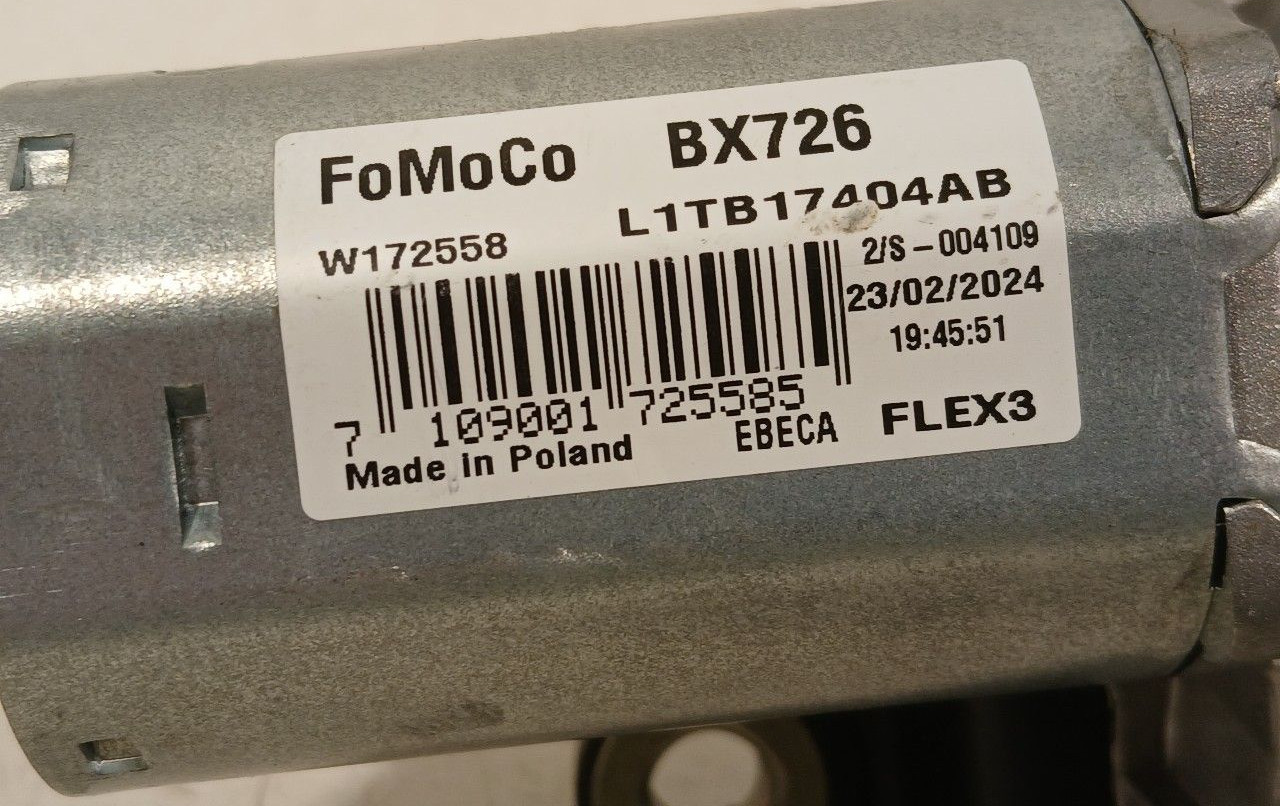 FoMoCo BX726
L1TB17404AB
W172558
2/S-004109
23/02/2024
19:45:51
7 109001 725585
Made in Poland EBECA FLEX3